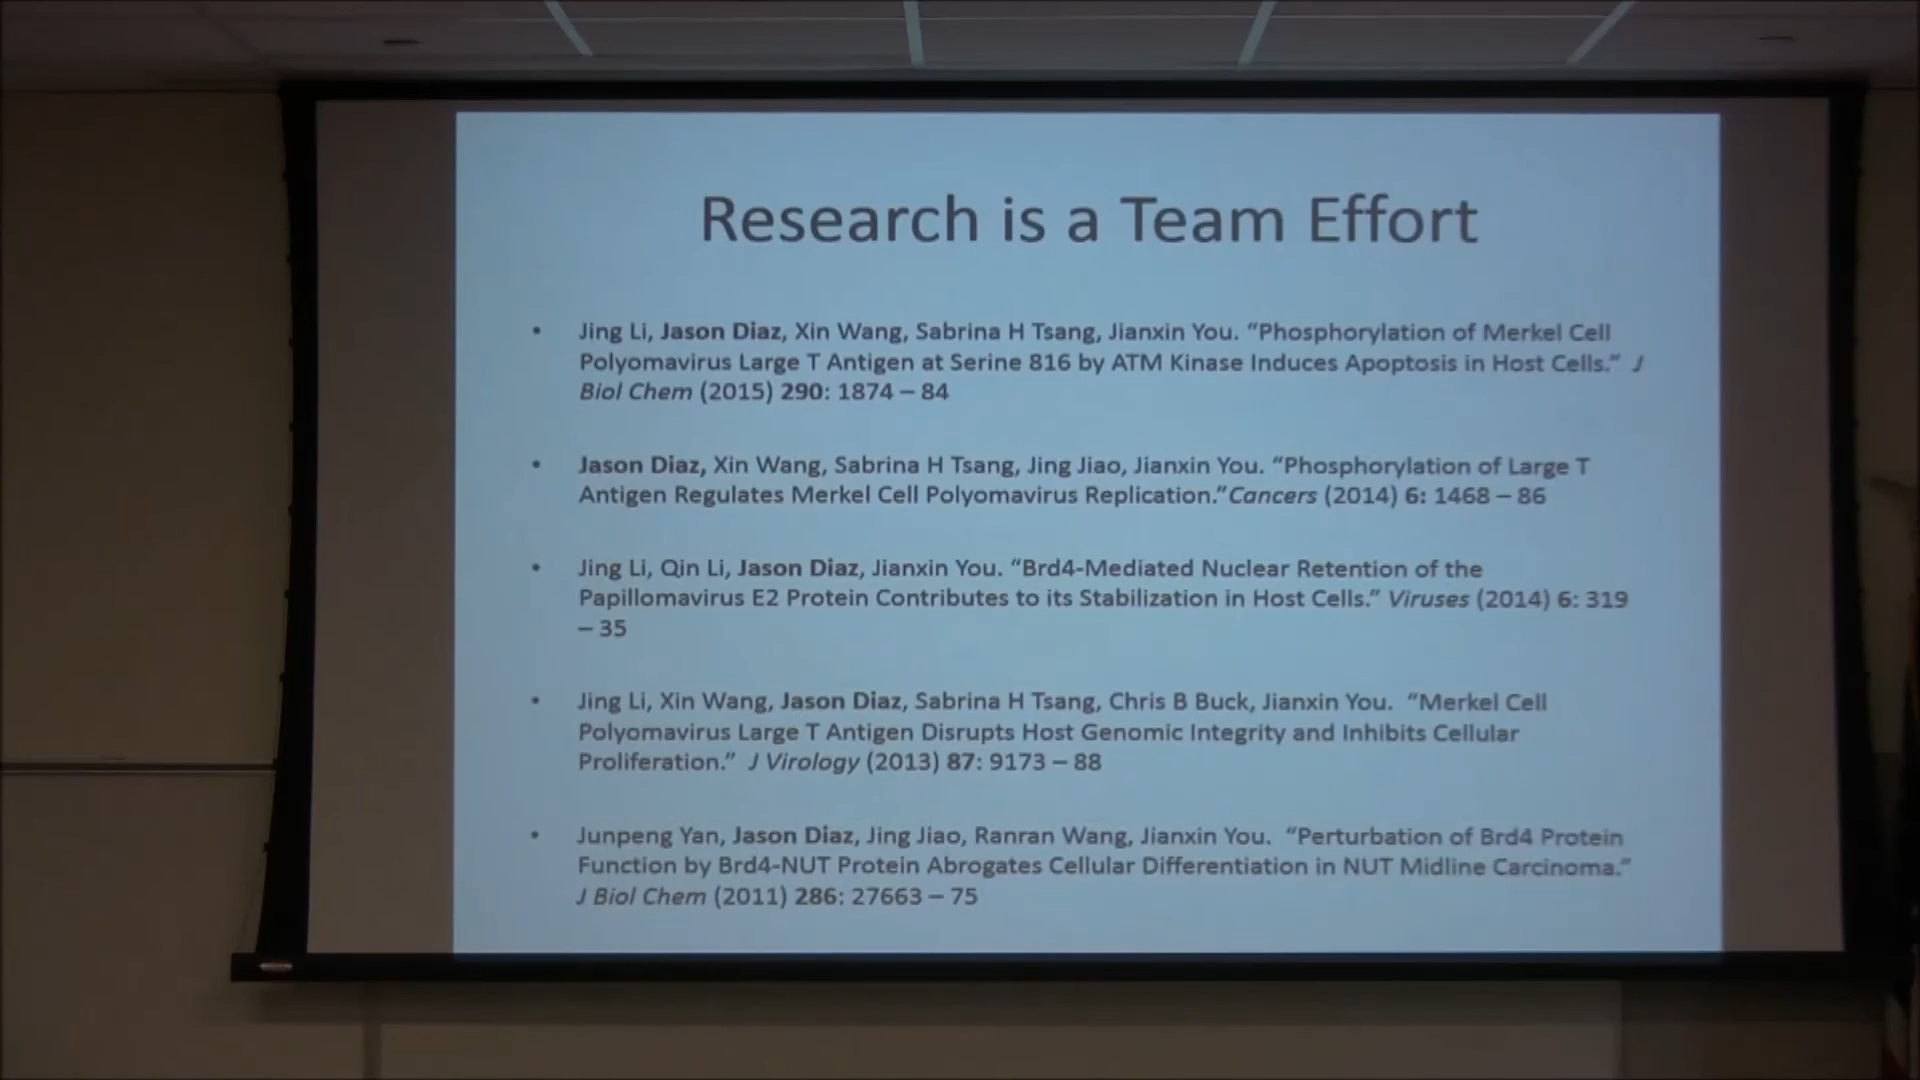 Research is a Team Effort
• Jing Li, Jason Diaz, Xin Wang, Sabrina H Tsang, Jianxin You. “Phosphorylation of Merkel Cell
Polyomavirus Large T Antigen at Serine 816 by ATM Kinase Induces Apoptosis in Host Cells.” J
Biol Chem (2015) 290: 1874 – 84
• Jason Diaz, Xin Wang, Sabrina H Tsang, Jing Jiao, Jianxin You. “Phosphorylation of Large T
Antigen Regulates Merkel Cell Polyomavirus Replication.” Cancers (2014) 6: 1468 – 86
• Jing Li, Qin Li, Jason Diaz, Jianxin You. “Brd4-Mediated Nuclear Retention of the
Papillomavirus E2 Protein Contributes to its Stabilization in Host Cells.” Viruses (2014) 6: 319
– 35
• Jing Li, Xin Wang, Jason Diaz, Sabrina H Tsang, Chris B Buck, Jianxin You. “Merkel Cell
Polyomavirus Large T Antigen Disrupts Host Genomic Integrity and Inhibits Cellular
Proliferation.” J Virology (2013) 87: 9173 – 88
• Junpeng Yan, Jason Diaz, Jing Jiao, Ranran Wang, Jianxin You. “Perturbation of Brd4 Protein
Function by Brd4-NUT Protein Abrogates Cellular Differentiation in NUT Midline Carcinoma.”
J Biol Chem (2011) 286: 27663 – 75